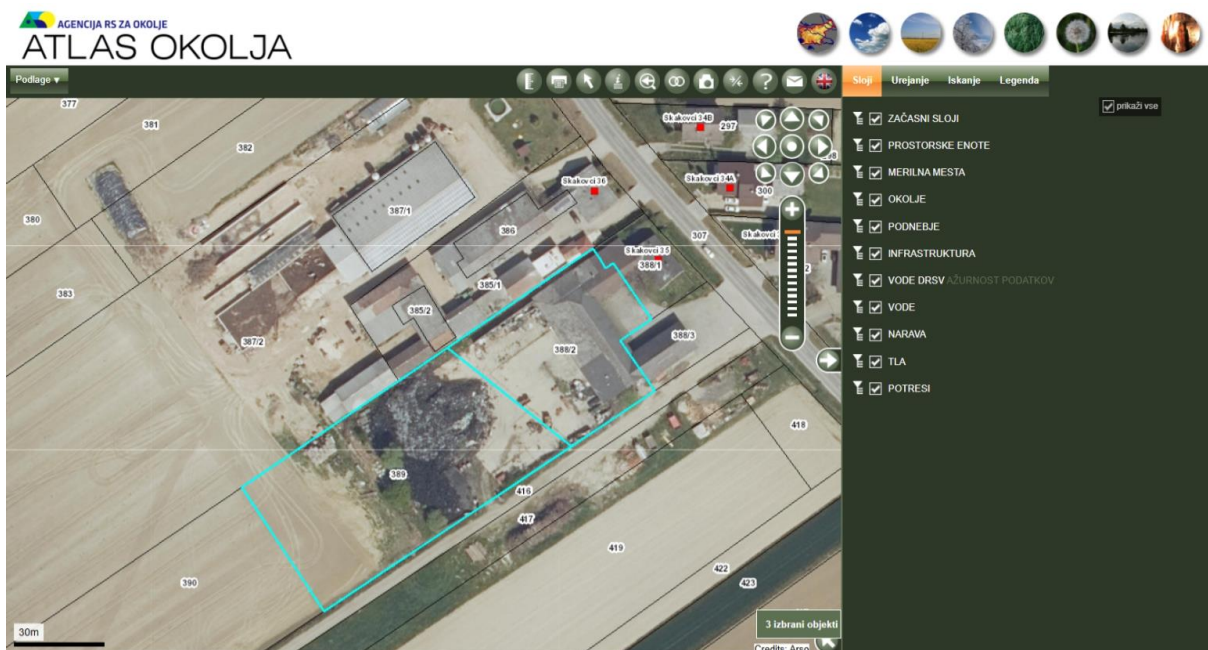 AGENCIJA RS ZA OKOLJE
ATLAS OKOLJA
Podlage ▼
Sloji Urejanje Iskanje Legenda
prikaži vse
ZAČASNI SLOJI
PROSTORSKE ENOTE
MERILNA MESTA
OKOLJE
PODNEBJE
INFRASTRUKTURA
VODE DRSV AŽURNOST PODATKOV
VODE
NARAVA
TLA
POTRESI
377
381
382
380
383
387/1
386
385/1
385/2
387/2
Skakovci 36
Skakovci 34B
297
Skakovci 34A
300
307
Skakovci 35
388/1
388/2
388/3
389
390
416
417
418
419
422
423
30m
3 izbrani objekti
Credits: Arso